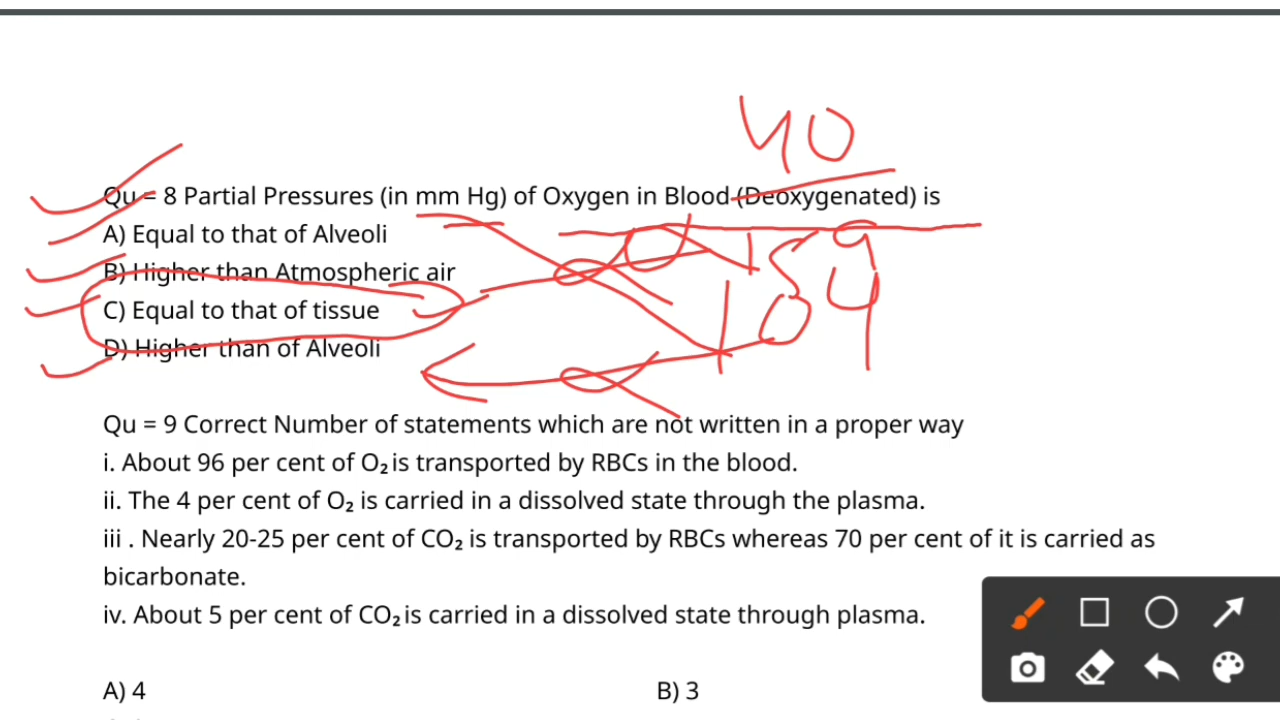 40
Qu = 8 Partial Pressures (in mm Hg) of Oxygen in Blood (Deoxygenated) is
A) Equal to that of Alveoli
159
B) Higher than Atmospheric air
C) Equal to that of tissue
104
D) Higher than of Alveoli
Qu = 9 Correct Number of statements which are not written in a proper way
i. About 96 per cent of O₂ is transported by RBCs in the blood.
ii. The 4 per cent of O₂ is carried in a dissolved state through the plasma.
iii . Nearly 20-25 per cent of CO₂ is transported by RBCs whereas 70 per cent of it is carried as
bicarbonate.
iv. About 5 per cent of CO₂ is carried in a dissolved state through plasma.
A) 4 B) 3